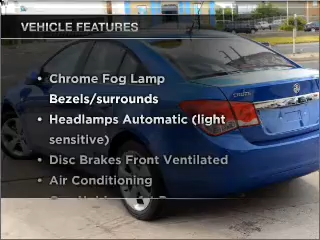 VEHICLE FEATURES
• Chrome Fog Lamp
Bezels/surrounds
• Headlamps Automatic (light
sensitive)
• Disc Brakes Front Ventilated
• Air Conditioning
CRUZE